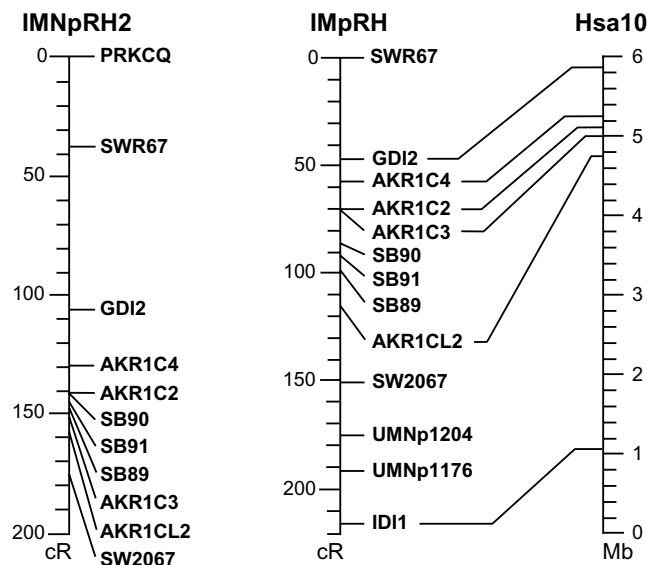 IMNpRH2
0
50
100
150
200
cR
PRKCQ
SWR67
GDI2
AKR1C4
AKR1C2
SB90
SB91
SB89
AKR1C3
AKR1CL2
SW2067
IMpRH
0
50
100
150
200
cR
SWR67
GDI2
AKR1C4
AKR1C2
AKR1C3
SB90
SB91
SB89
AKR1CL2
SW2067
UMNp1204
UMNp1176
IDI1
Hsa10
6
5
4
3
2
1
0
Mb